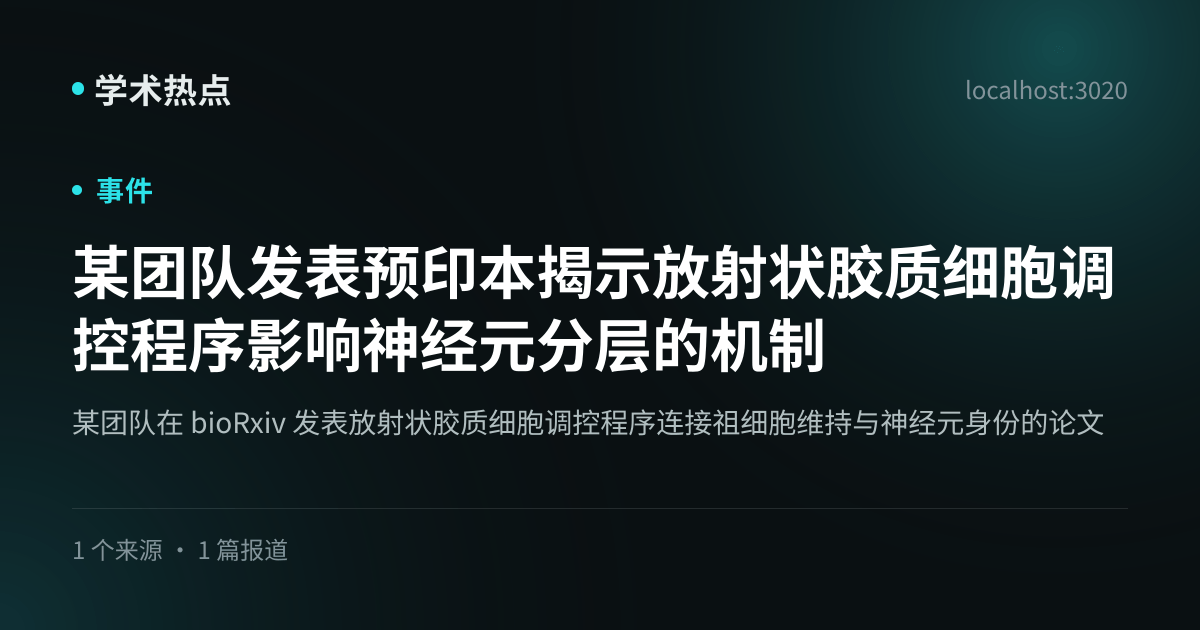 学术热点
localhost:3020
事件
某团队发表预印本揭示放射状胶质细胞调
控程序影响神经元分层的机制
某团队在 bioRxiv 发表放射状胶质细胞调控程序连接祖细胞维持与神经元身份的论文
1 个来源 · 1 篇报道